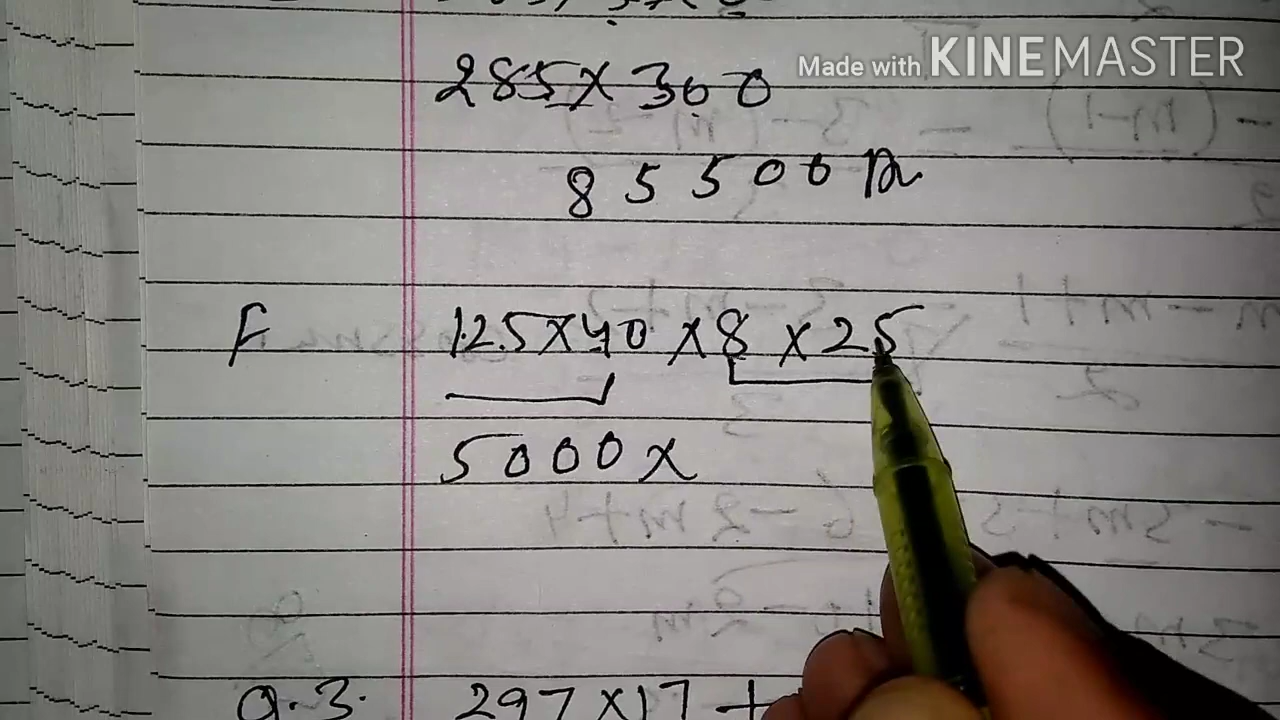 Made with KINEMASTER
285 X 300
85500
F 125 X 40 X 8 X 25
5000 X
Q.3. 297 X 17 +